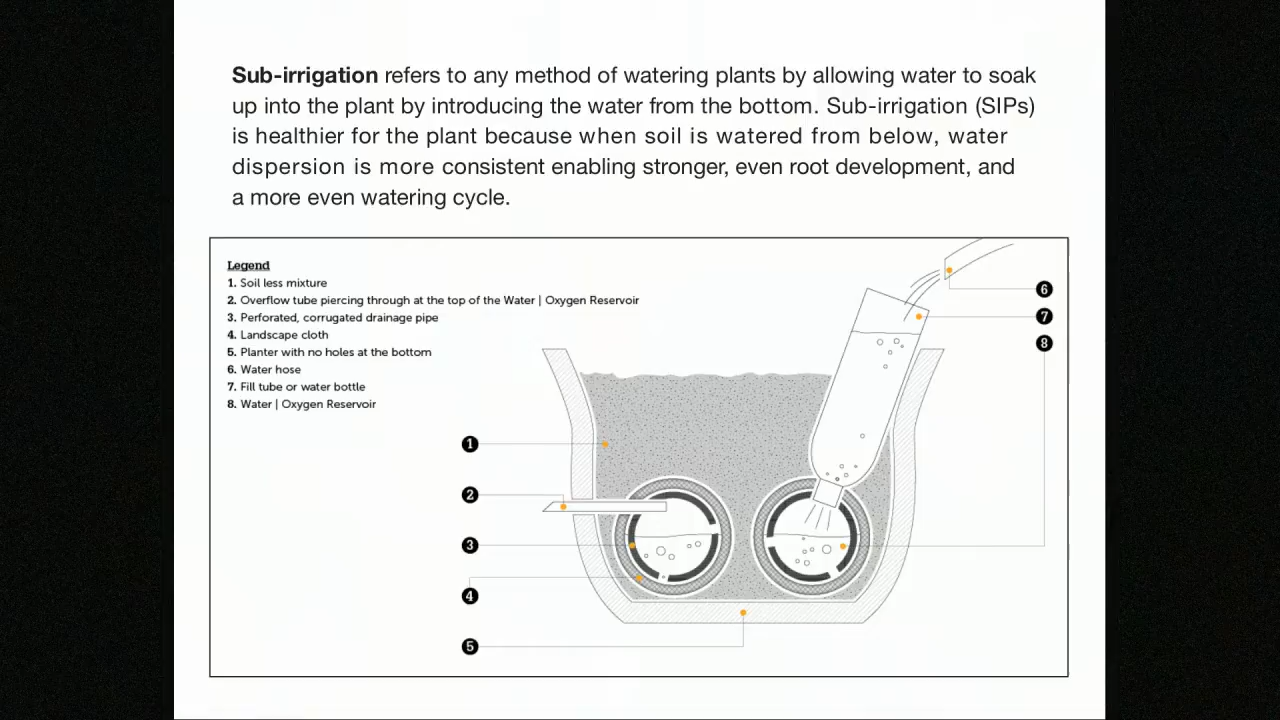 Sub-irrigation refers to any method of watering plants by allowing water to soak
up into the plant by introducing the water from the bottom. Sub-irrigation (SIPs)
is healthier for the plant because when soil is watered from below, water
dispersion is more consistent enabling stronger, even root development, and
a more even watering cycle.
Legend
1. Soil less mixture
2. Overflow tube piercing through at the top of the Water | Oxygen Reservoir
3. Perforated, corrugated drainage pipe
4. Landscape cloth
5. Planter with no holes at the bottom
6. Water hose
7. Fill tube or water bottle
8. Water | Oxygen Reservoir
6
7
8
1
2
3
4
5